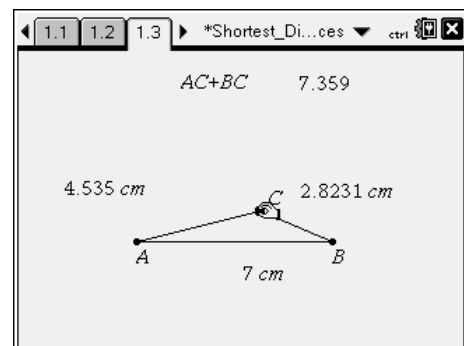 1.1 1.2 1.3 *Shortest_Di...ces ctrl
AC+BC 7.359
4.535 cm 2.8231 cm
C
A B
7 cm